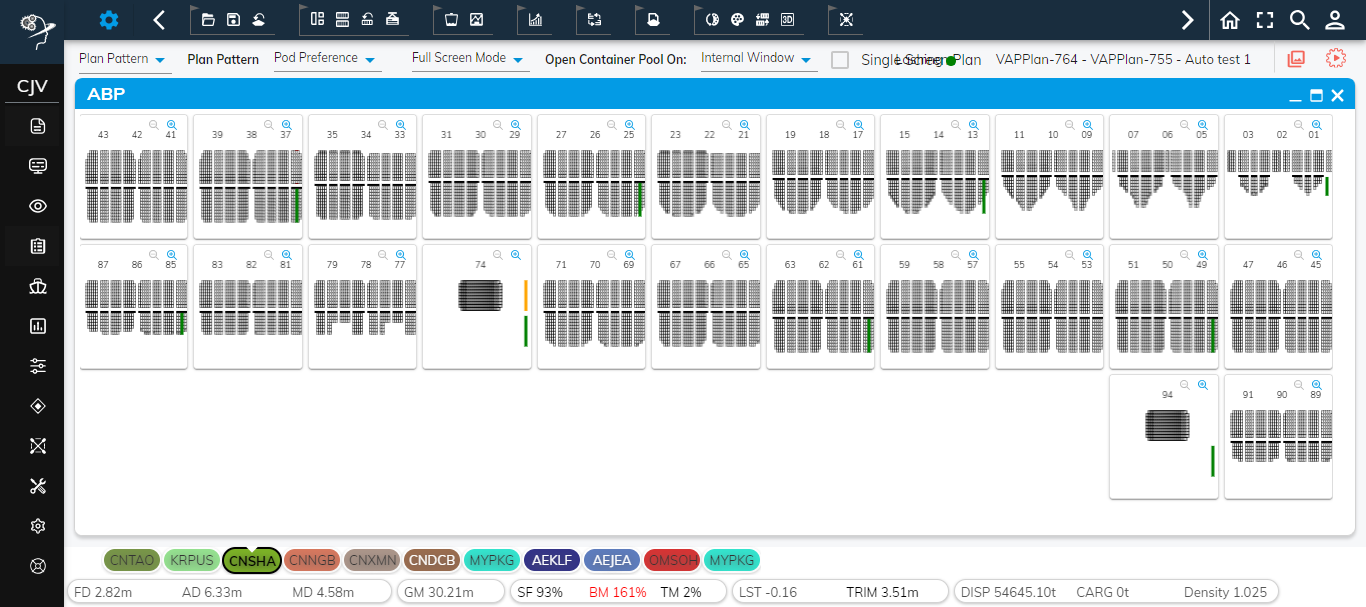 Plan Pattern Plan Pattern Pod Preference Full Screen Mode Open Container Pool On: Internal Window VAPPlan-764 - VAPPlan-755 - Auto test 1
CJV
ABP
43 42 41 39 38 37 35 34 33 31 30 29 27 26 25 23 22 21 19 18 17 15 14 13 11 10 09 07 06 05 03 02 01
87 86 85 83 82 81 79 78 77 74 71 70 69 67 66 65 63 62 61 59 58 57 55 54 53 51 50 49 47 46 45
94 91 90 89
CNTAO KRPUS CNSHA CNNGB CNXMN CNDCB MYPKG AEKLF AEJEA OMSOH MYPKG
FD 2.82m AD 6.33m MD 4.58m GM 30.21m SF 93% BM 161% TM 2% LST -0.16 TRIM 3.51m DISP 54645.10t CARG 0t Density 1.025